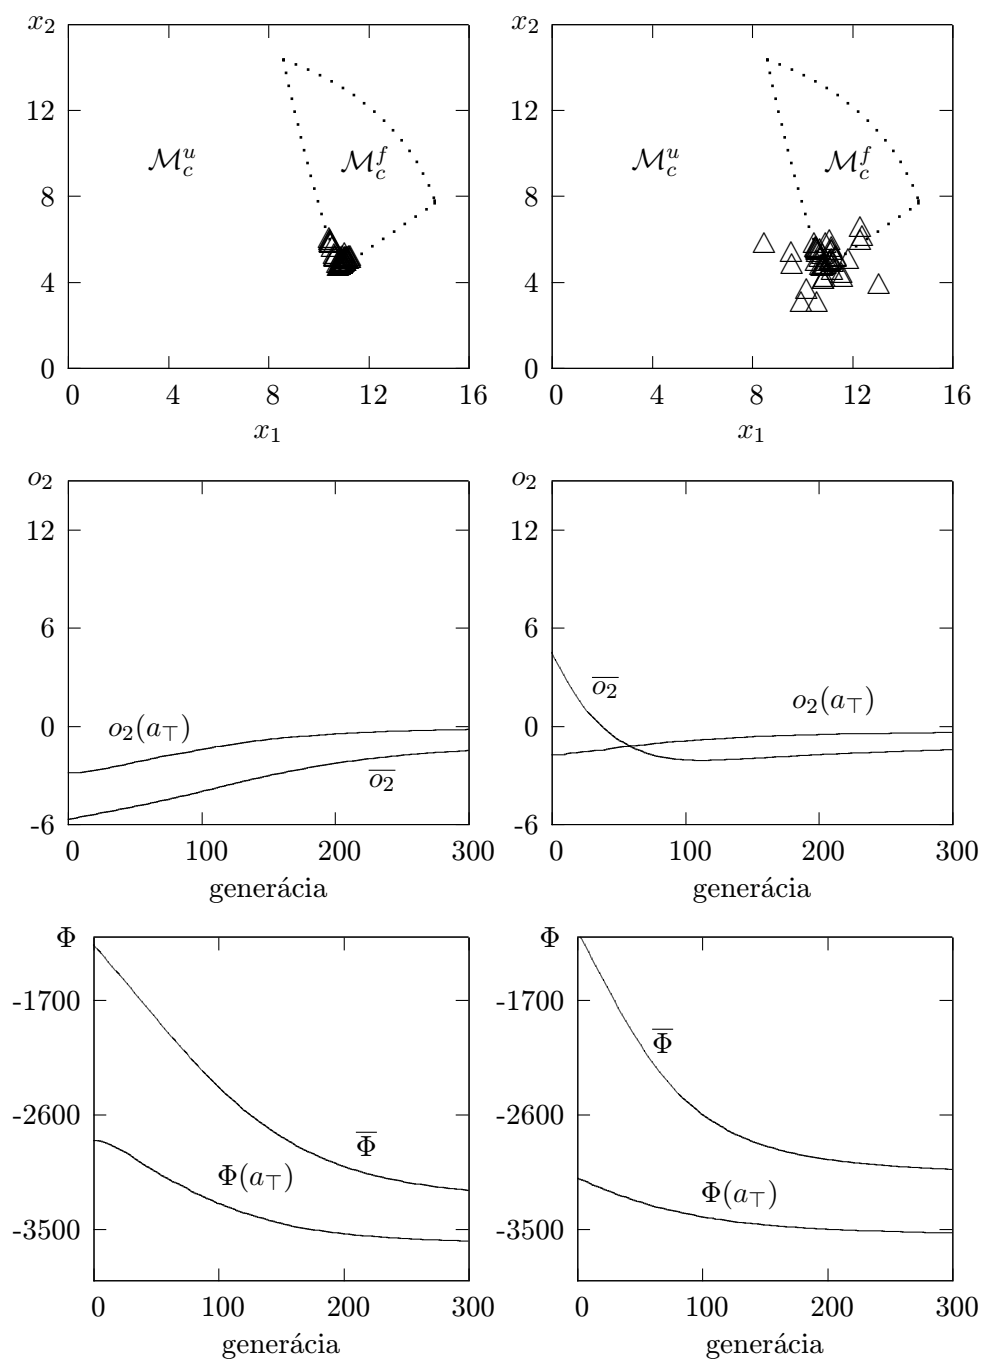 x₂
12
8
4
0
0 4 8 12 16
x₁
ℳ_c^u
ℳ_c^f
x₂
12
8
4
0
0 4 8 12 16
x₁
ℳ_c^u
ℳ_c^f
o₂
12
6
0
-6
0 100 200 300
generácia
o₂(a⊤)
o̅₂̅
o₂
12
6
0
-6
0 100 200 300
generácia
o̅₂̅
o₂(a⊤)
Φ
-1700
-2600
-3500
0 100 200 300
generácia
Φ̅
Φ(a⊤)
Φ
-1700
-2600
-3500
0 100 200 300
generácia
Φ̅
Φ(a⊤)